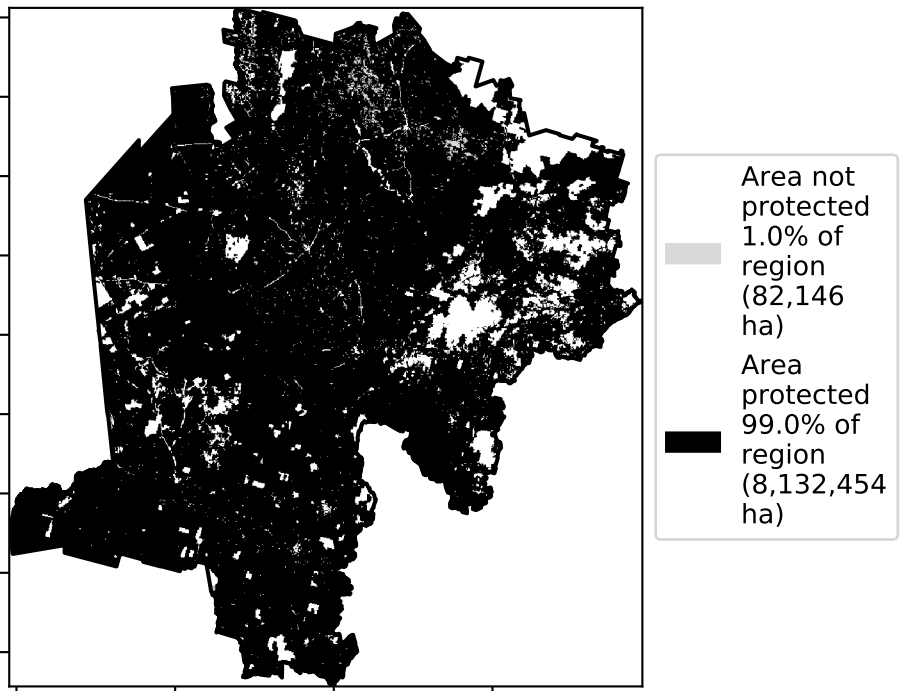 Area not
protected
1.0% of
region
(82,146
ha)
Area
protected
99.0% of
region
(8,132,454
ha)